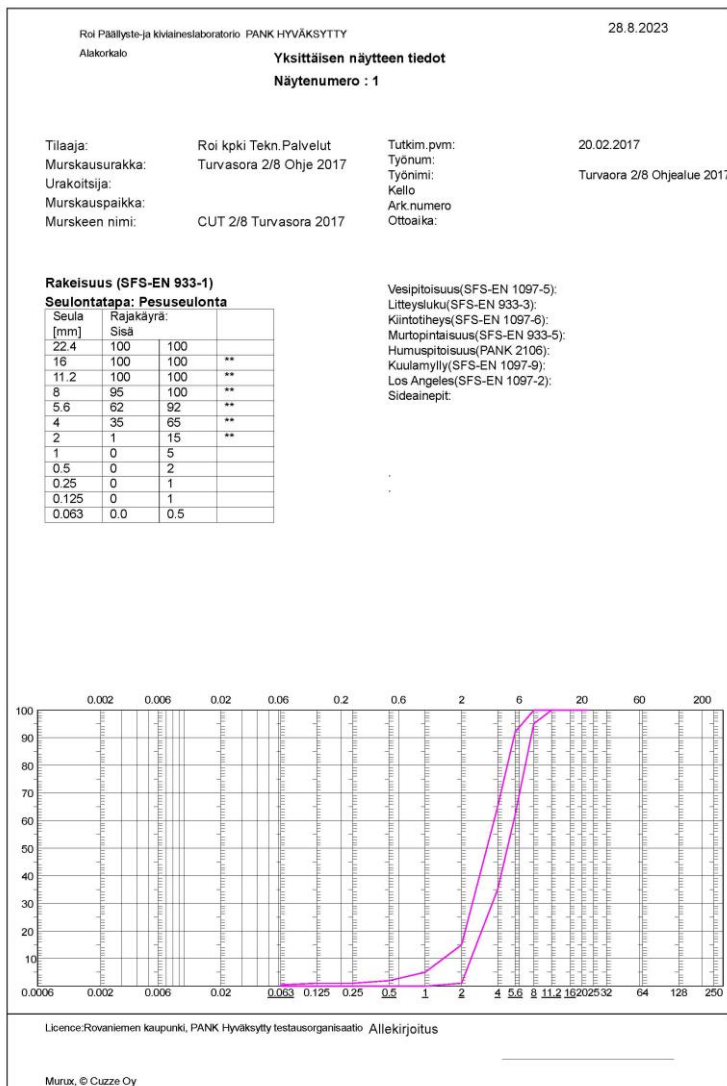 Roi Päällyste-ja kiviaineslaboratorio PANK HYVÄKSYTTY
28.8.2023
Alakorkalo
Yksittäisen näytteen tiedot
Näytenumero : 1
Tilaaja: Roi kpki Tekn.Palvelut
Murskausurakka: Turvasora 2/8 Ohje 2017
Urakoitsija:
Murskauspaikka:
Murskeen nimi: CUT 2/8 Turvasora 2017
Tutkim.pvm: 20.02.2017
Työnum:
Työnimi: Turvaora 2/8 Ohjealue 2017
Kello
Ark.numero
Ottoaika:
Rakeisuus (SFS-EN 933-1)
Seulontatapa: Pesuseulonta
Seula Rajakäyrä:
[mm] Sisä
22.4 100 100
16 100 100 **
11.2 100 100 **
8 95 100 **
5.6 62 92 **
4 35 65 **
2 1 15 **
1 0 5
0.5 0 2
0.25 0 1
0.125 0 1
0.063 0.0 0.5
Vesipitoisuus(SFS-EN 1097-5):
Litteysluku(SFS-EN 933-3):
Kiintotiheys(SFS-EN 1097-6):
Murtopintaisuus(SFS-EN 933-5):
Humuspitoisuus(PANK 2106):
Kuulamylly(SFS-EN 1097-9):
Los Angeles(SFS-EN 1097-2):
Sideainepit:
.
.
0.002 0.006 0.02 0.06 0.2 0.6 2 6 20 60 200
100
90
80
70
60
50
40
30
20
10
0.0006 0.002 0.006 0.02 0.063 0.125 0.25 0.5 1 2 4 5.6 8 11.2 16 20 25 32 64 128 250
Licence:Rovaniemen kaupunki, PANK Hyväksytty testausorganisaatio Allekirjoitus
Murux, © Cuzze Oy